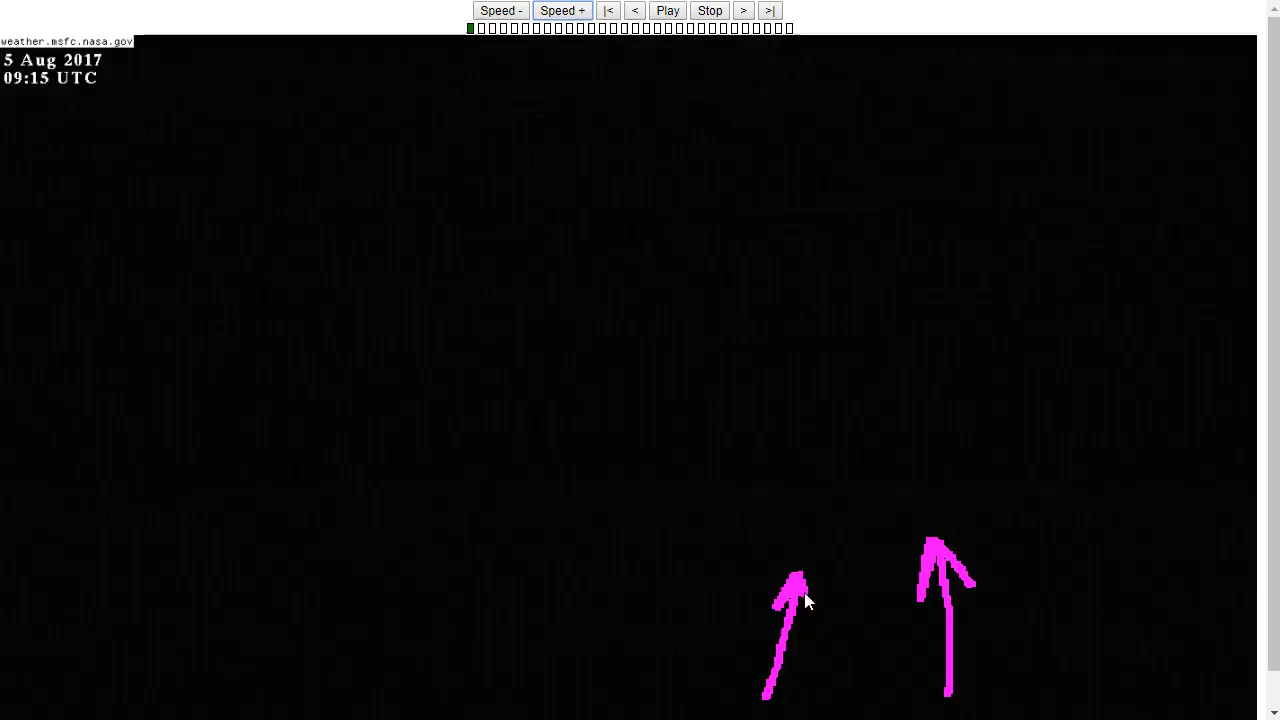 Speed - Speed + |< < Play Stop > >|
weather.msfc.nasa.gov
5 Aug 2017
09:15 UTC